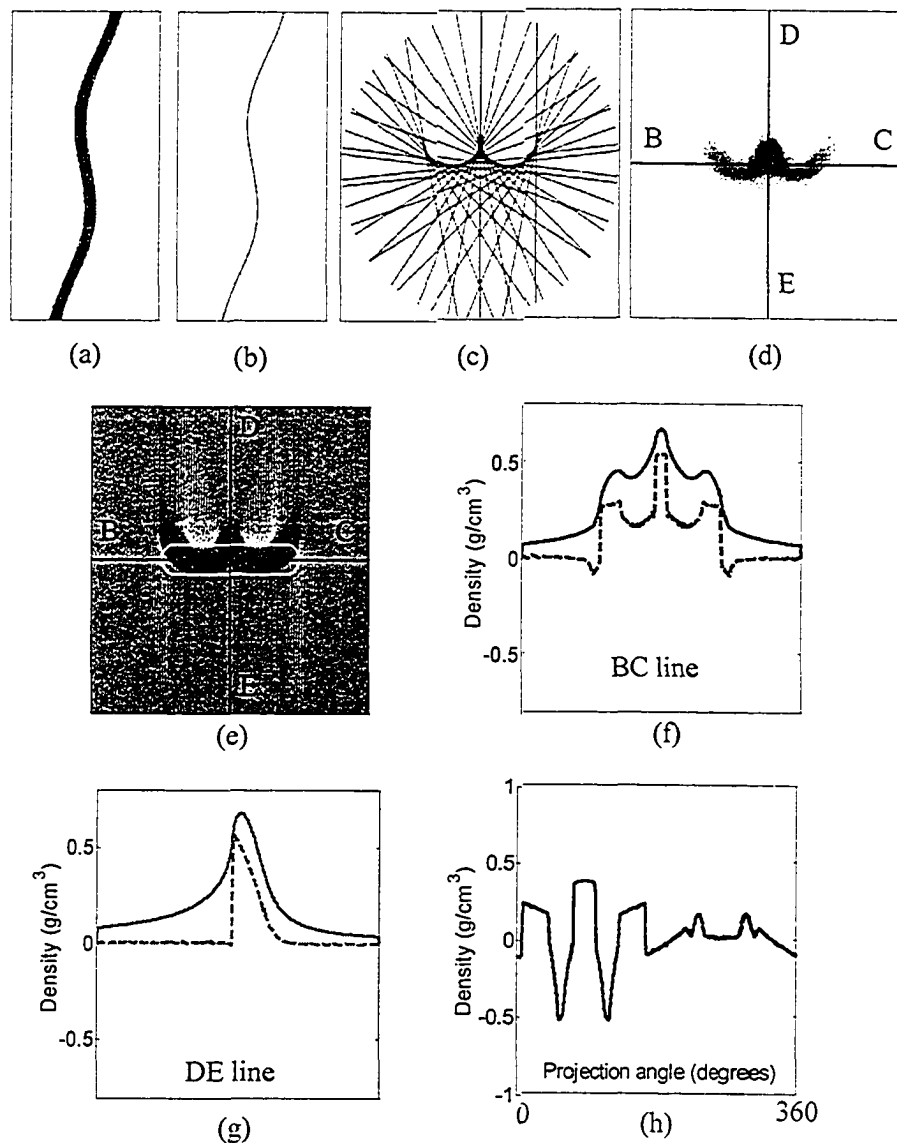 D
B
C
E
(a)
(b)
(c)
(d)
D
B
C
E
(e)
Density (g/cm³)
0.5
0
-0.5
BC line
(f)
Density (g/cm³)
0.5
0
-0.5
DE line
(g)
Density (g/cm³)
1
0.5
0
-0.5
-1
Projection angle (degrees)
0
360
(h)